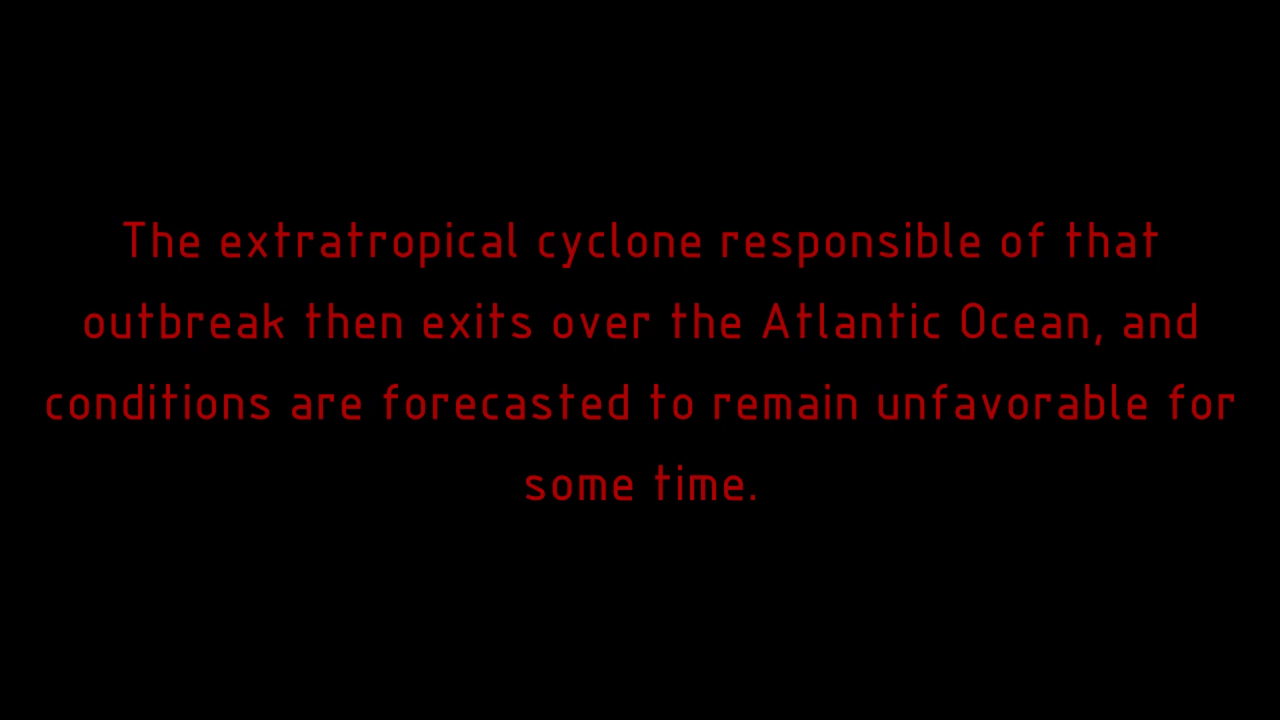 The extratropical cyclone responsible of that
outbreak then exits over the Atlantic Ocean, and
conditions are forecasted to remain unfavorable for
some time.